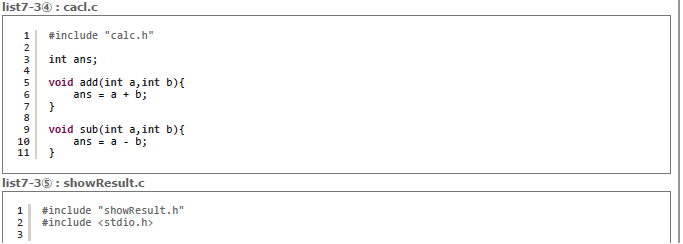 list7-3④ : cacl.c
1 #include "calc.h"
2
3 int ans;
4
5 void add(int a,int b){
6     ans = a + b;
7 }
8
9 void sub(int a,int b){
10     ans = a - b;
11 }
list7-3⑤ : showResult.c
1 #include "showResult.h"
2 #include <stdio.h>
3